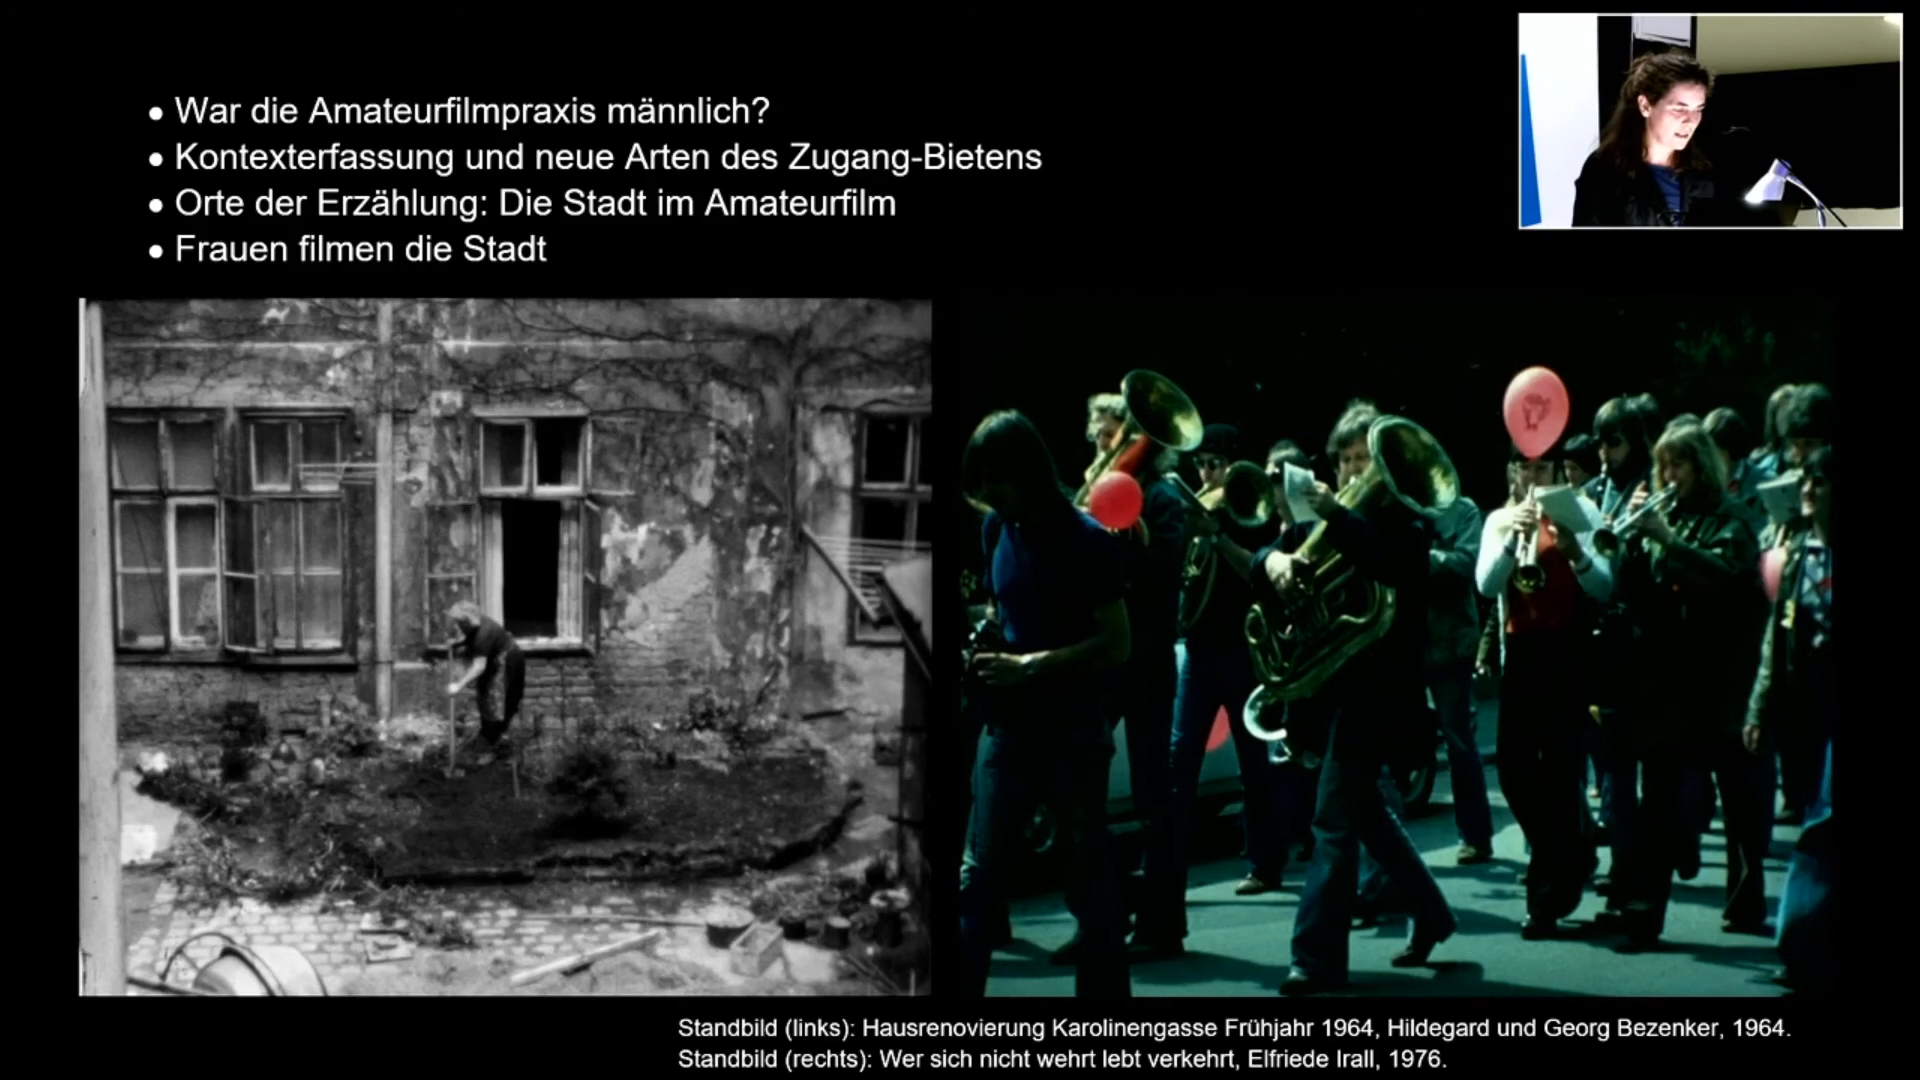 • War die Amateurfilmpraxis männlich?
• Kontexterfassung und neue Arten des Zugang-Bietens
• Orte der Erzählung: Die Stadt im Amateurfilm
• Frauen filmen die Stadt
Standbild (links): Hausrenovierung Karolinengasse Frühjahr 1964, Hildegard und Georg Bezenker, 1964.
Standbild (rechts): Wer sich nicht wehrt lebt verkehrt, Elfriede Irall, 1976.